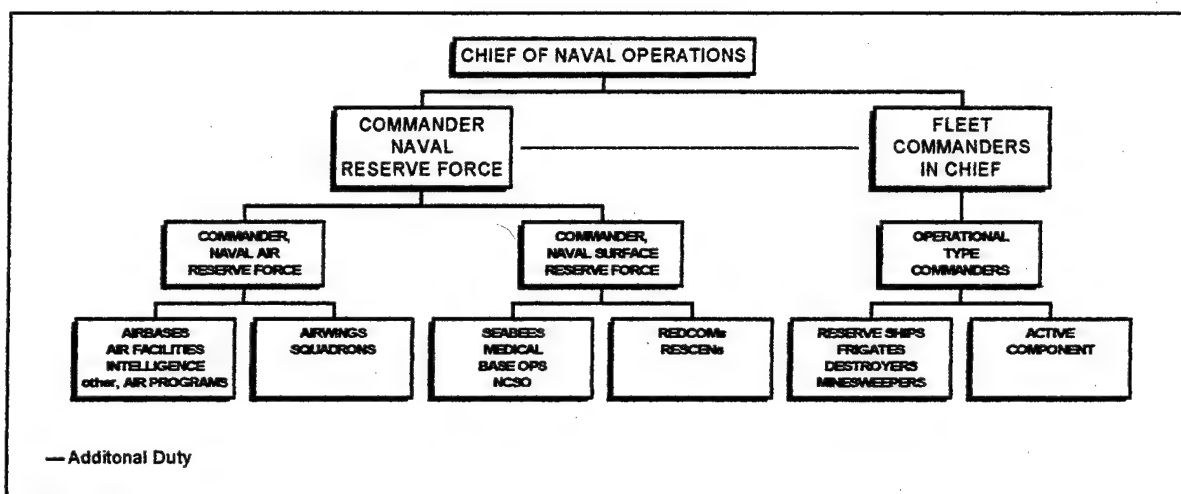 CHIEF OF NAVAL OPERATIONS
COMMANDER
NAVAL
RESERVE FORCE
FLEET
COMMANDERS
IN CHIEF
COMMANDER,
NAVAL AIR
RESERVE FORCE
COMMANDER,
NAVAL SURFACE
RESERVE FORCE
OPERATIONAL
TYPE
COMMANDERS
AIRBASES
AIR FACILITIES
INTELLIGENCE
other, AIR PROGRAMS
AIRWINGS
SQUADRONS
SEABEES
MEDICAL
BASE OPS
NCSO
REDCOMs
RESCENs
RESERVE SHIPS
FRIGATES
DESTROYERS
MINESWEEPERS
ACTIVE
COMPONENT
— Additonal Duty